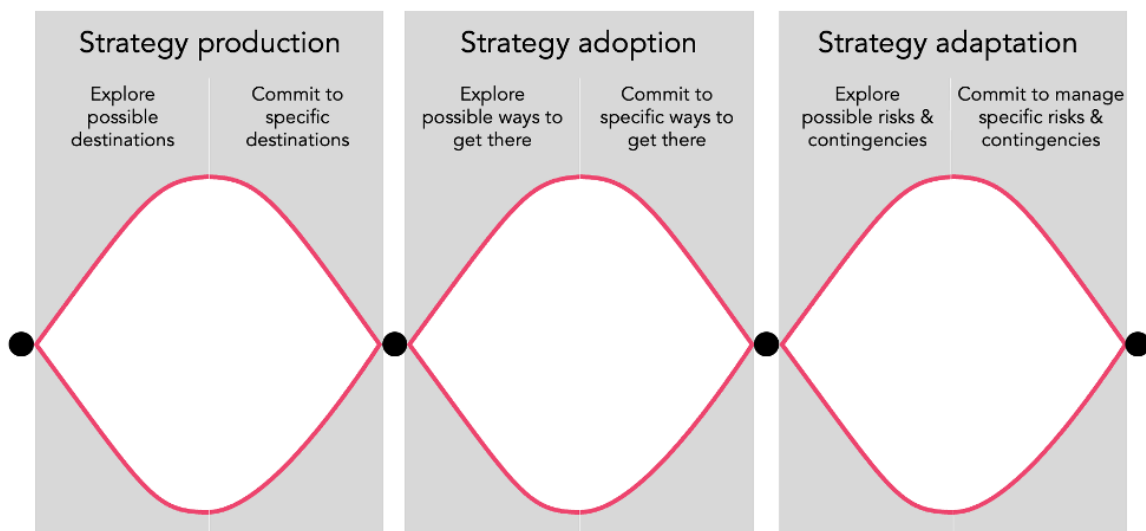 Strategy production
Explore
possible
destinations
Commit to
specific
destinations
Strategy adoption
Explore
possible ways to
get there
Commit to
specific ways to
get there
Strategy adaptation
Explore
possible risks &
contingencies
Commit to manage
specific risks &
contingencies